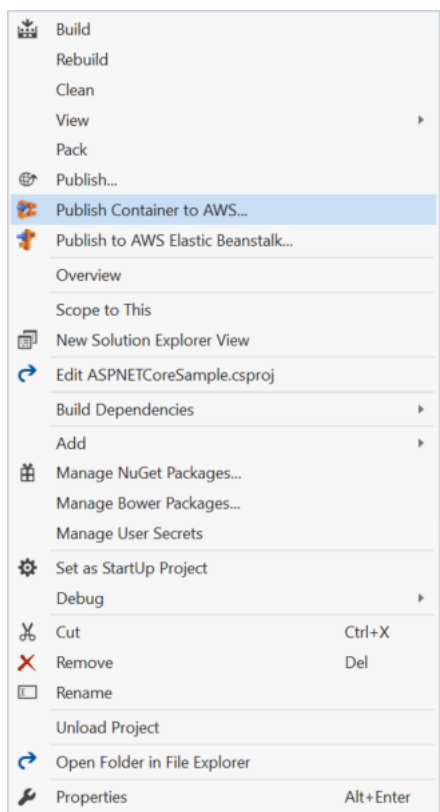 Build
Rebuild
Clean
View
Pack
Publish...
Publish Container to AWS...
Publish to AWS Elastic Beanstalk...
Overview
Scope to This
New Solution Explorer View
Edit ASPNETCoreSample.csproj
Build Dependencies
Add
Manage NuGet Packages...
Manage Bower Packages...
Manage User Secrets
Set as StartUp Project
Debug
Cut Ctrl+X
Remove Del
Rename
Unload Project
Open Folder in File Explorer
Properties Alt+Enter